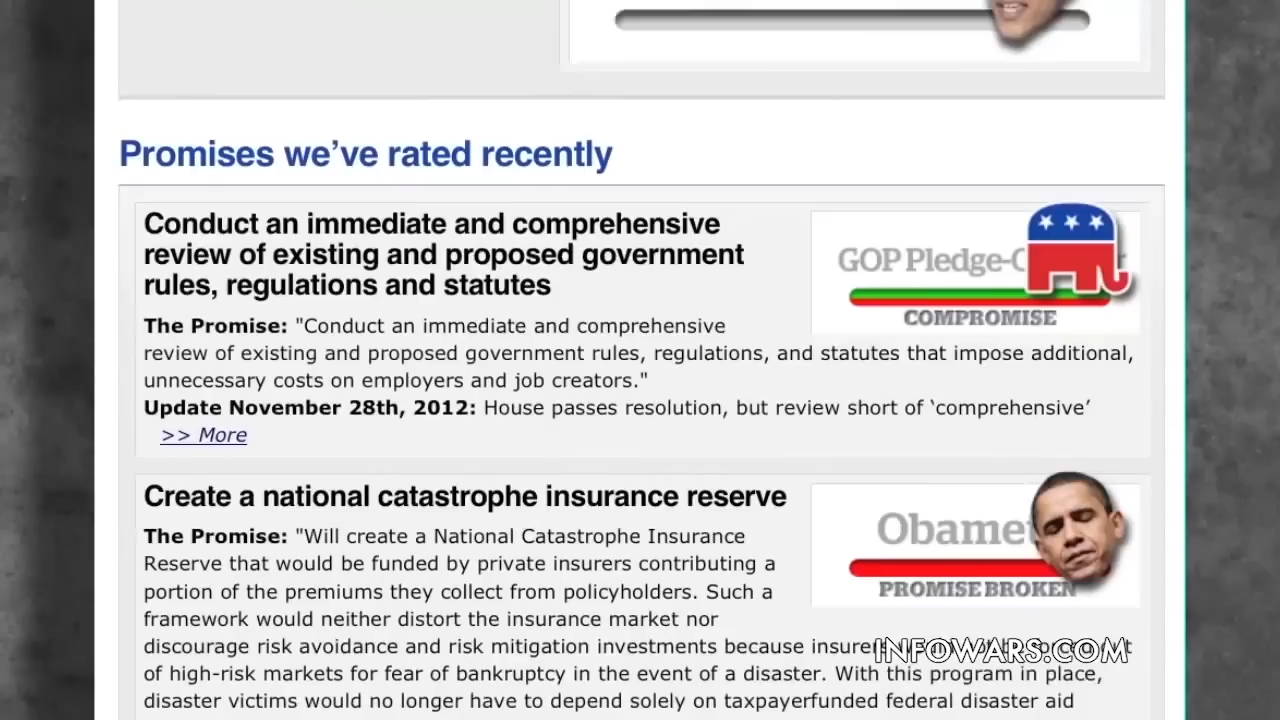 Promises we've rated recently
Conduct an immediate and comprehensive
review of existing and proposed government
rules, regulations and statutes
GOP Pledge-
COMPROMISE
The Promise: "Conduct an immediate and comprehensive
review of existing and proposed government rules, regulations, and statutes that impose additional,
unnecessary costs on employers and job creators."
Update November 28th, 2012: House passes resolution, but review short of ‘comprehensive’
>> More
Create a national catastrophe insurance reserve
Obame
PROMISE BROKEN
The Promise: "Will create a National Catastrophe Insurance
Reserve that would be funded by private insurers contributing a
portion of the premiums they collect from policyholders. Such a
framework would neither distort the insurance market nor
discourage risk avoidance and risk mitigation investments because
INFOWARS.COM
of high-risk markets for fear of bankruptcy in the event of a disaster. With this program in place,
disaster victims would no longer have to depend solely on taxpayerfunded federal disaster aid